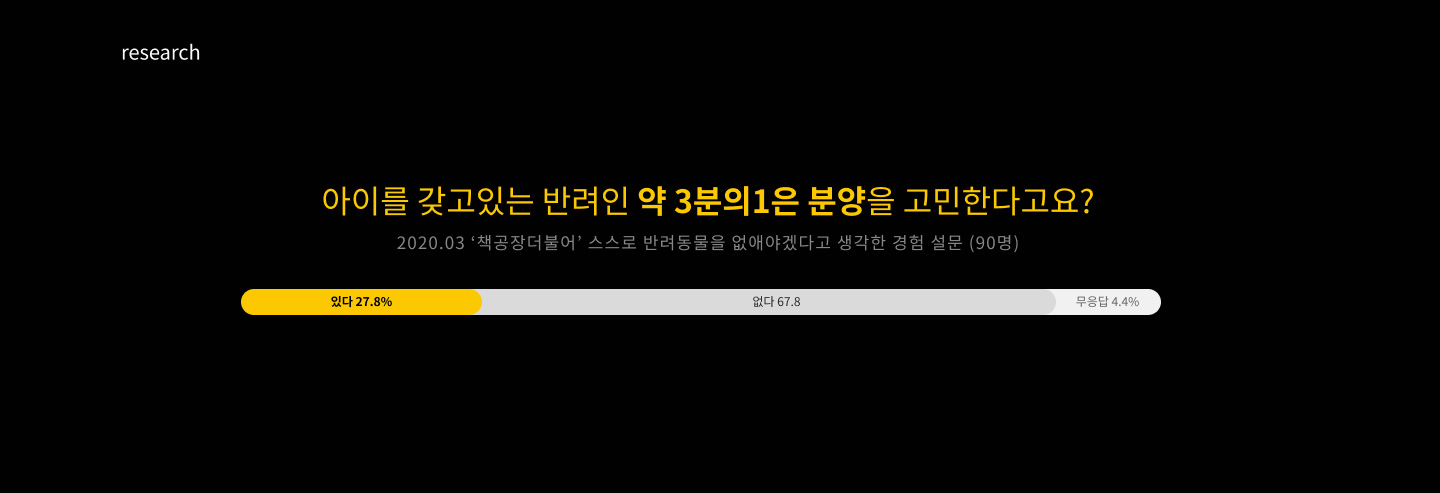 research
아이를 갖고있는 반려인 약 3분의1은 분양을 고민한다고요?
2020.03 ‘책공장더불어’ 스스로 반려동물을 없애야겠다고 생각한 경험 설문 (90명)
있다 27.8% 없다 67.8 무응답 4.4%